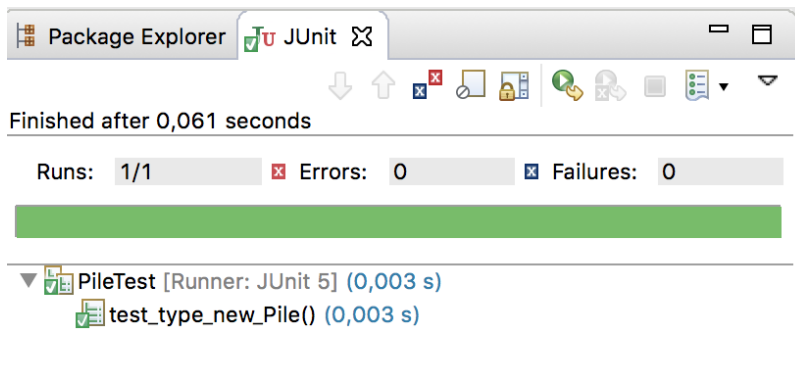 Package Explorer JUnit
Finished after 0,061 seconds
Runs: 1/1 Errors: 0 Failures: 0
PileTest [Runner: JUnit 5] (0,003 s)
test_type_new_Pile() (0,003 s)